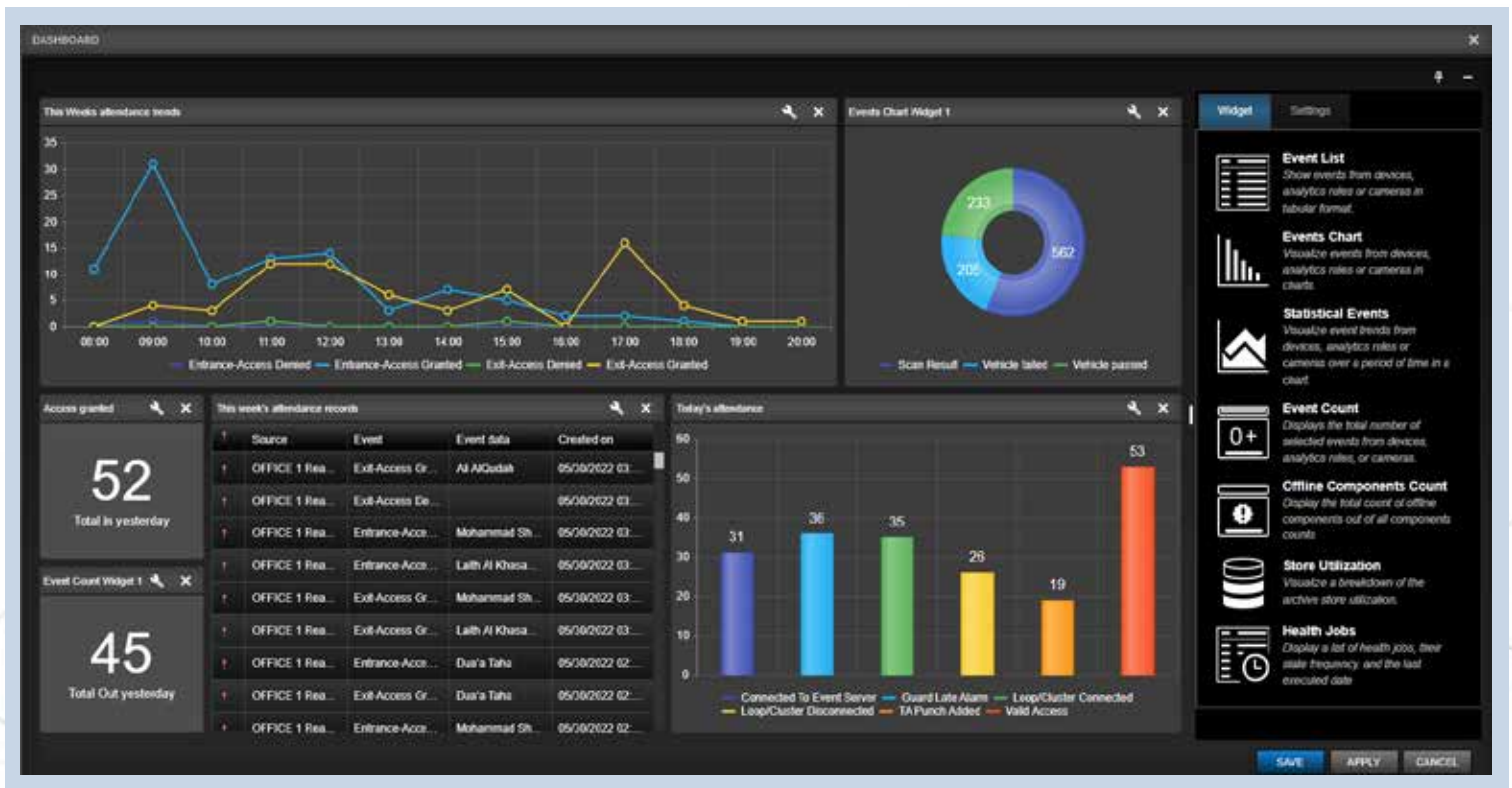 DASHBOARD
This Weeks attendance trends
35
30
25
20
15
10
5
0
08:00 09:00 10:00 11:00 12:00 13:00 14:00 15:00 16:00 17:00 18:00 19:00 20:00
Entrance-Access Denied Entrance-Access Granted Exit-Access Denied Exit-Access Granted
Events Chart Widget 1
233
562
205
Scan Result Vehicle failed Vehicle passed
Access granted
52
Total In yesterday
Event Count Widget 1
45
Total Out yesterday
This week's attendance records
Source Event Event data Created on
OFFICE 1 Rea... Exit-Access Gr... Ali AlQudah 05/30/2022 03:...
OFFICE 1 Rea... Exit-Access De... 05/30/2022 03:...
OFFICE 1 Rea... Entrance-Acce... Mohammad Sh... 05/30/2022 03:...
OFFICE 1 Rea... Entrance-Acce... Laith Al Khasa... 05/30/2022 03:...
OFFICE 1 Rea... Exit-Access Gr... Mohammad Sh... 05/30/2022 03:...
OFFICE 1 Rea... Exit-Access Gr... Laith Al Khasa... 05/30/2022 03:...
OFFICE 1 Rea... Entrance-Acce... Dua'a Taha 05/30/2022 02:...
OFFICE 1 Rea... Exit-Access Gr... Dua'a Taha 05/30/2022 02:...
OFFICE 1 Rea... Entrance-Acce... Mohammad Sh... 05/30/2022 02:...
Today's attendance
60
50
40
30
20
10
0
31 36 35 26 19 53
Connected To Event Server Guard Late Alarm Loop/Cluster Connected
Loop/Cluster Disconnected TA Punch Added Valid Access
Widget Settings
Event List
Show events from devices,
analytics rules or cameras in
tabular format.
Events Chart
Visualize events from devices,
analytics rules or cameras in
charts.
Statistical Events
Visualize event trends from
devices, analytics rules or
cameras over a period of time in a
chart
Event Count
0+
Displays the total number of
selected events from devices,
analytics rules, or cameras.
Offline Components Count
Display the total count of offline
components out of all components
counts
Store Utilization
Visualize a breakdown of the
archive store utilization.
Health Jobs
Display a list of health jobs, their
state frequency, and the last
executed date
SAVE APPLY CANCEL